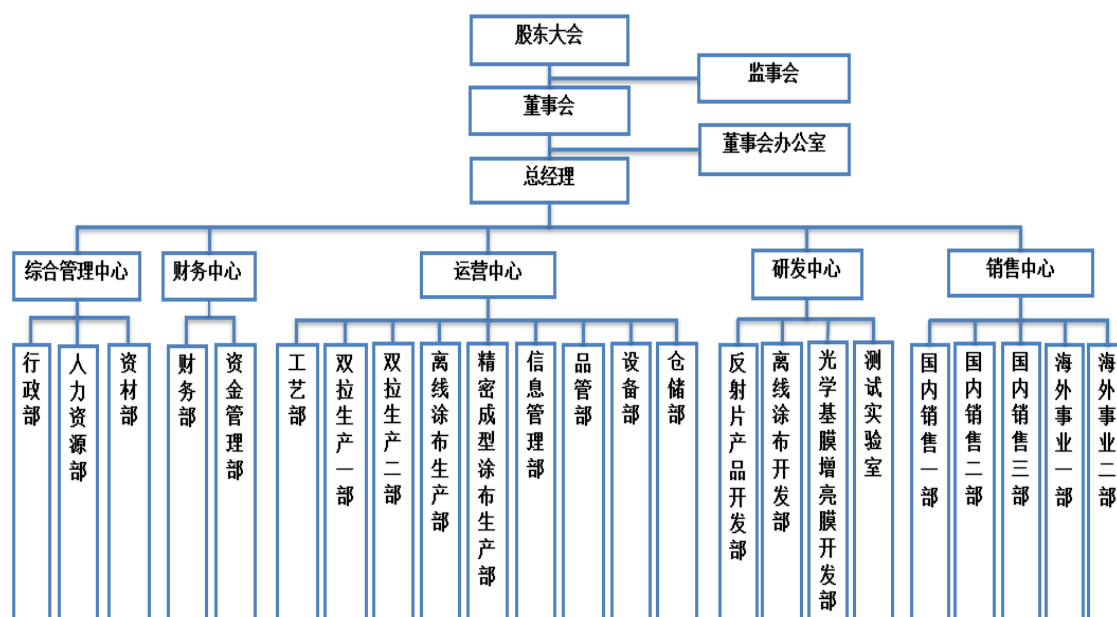 股东大会
监事会
董事会
董事会办公室
总经理
综合管理中心
财务中心
运营中心
研发中心
销售中心
行政部
人力资源部
资材部
财务部
资金管理部
工艺部
双拉生产一部
双拉生产二部
离线涂布生产部
精密成型涂布生产部
信息管理部
品管部
设备部
仓储部
反射片产品开发部
离线涂布开发部
光学基膜增亮膜开发部
测试实验室
国内销售一部
国内销售二部
国内销售三部
海外事业一部
海外事业二部